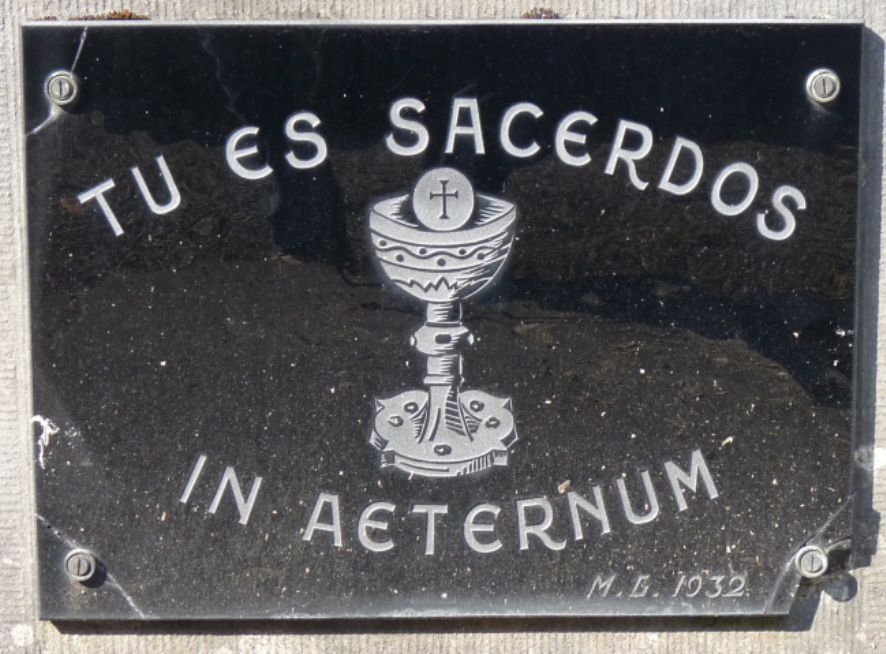 TU ES SACERDOS
IN AETERNUM
M.G. 1932